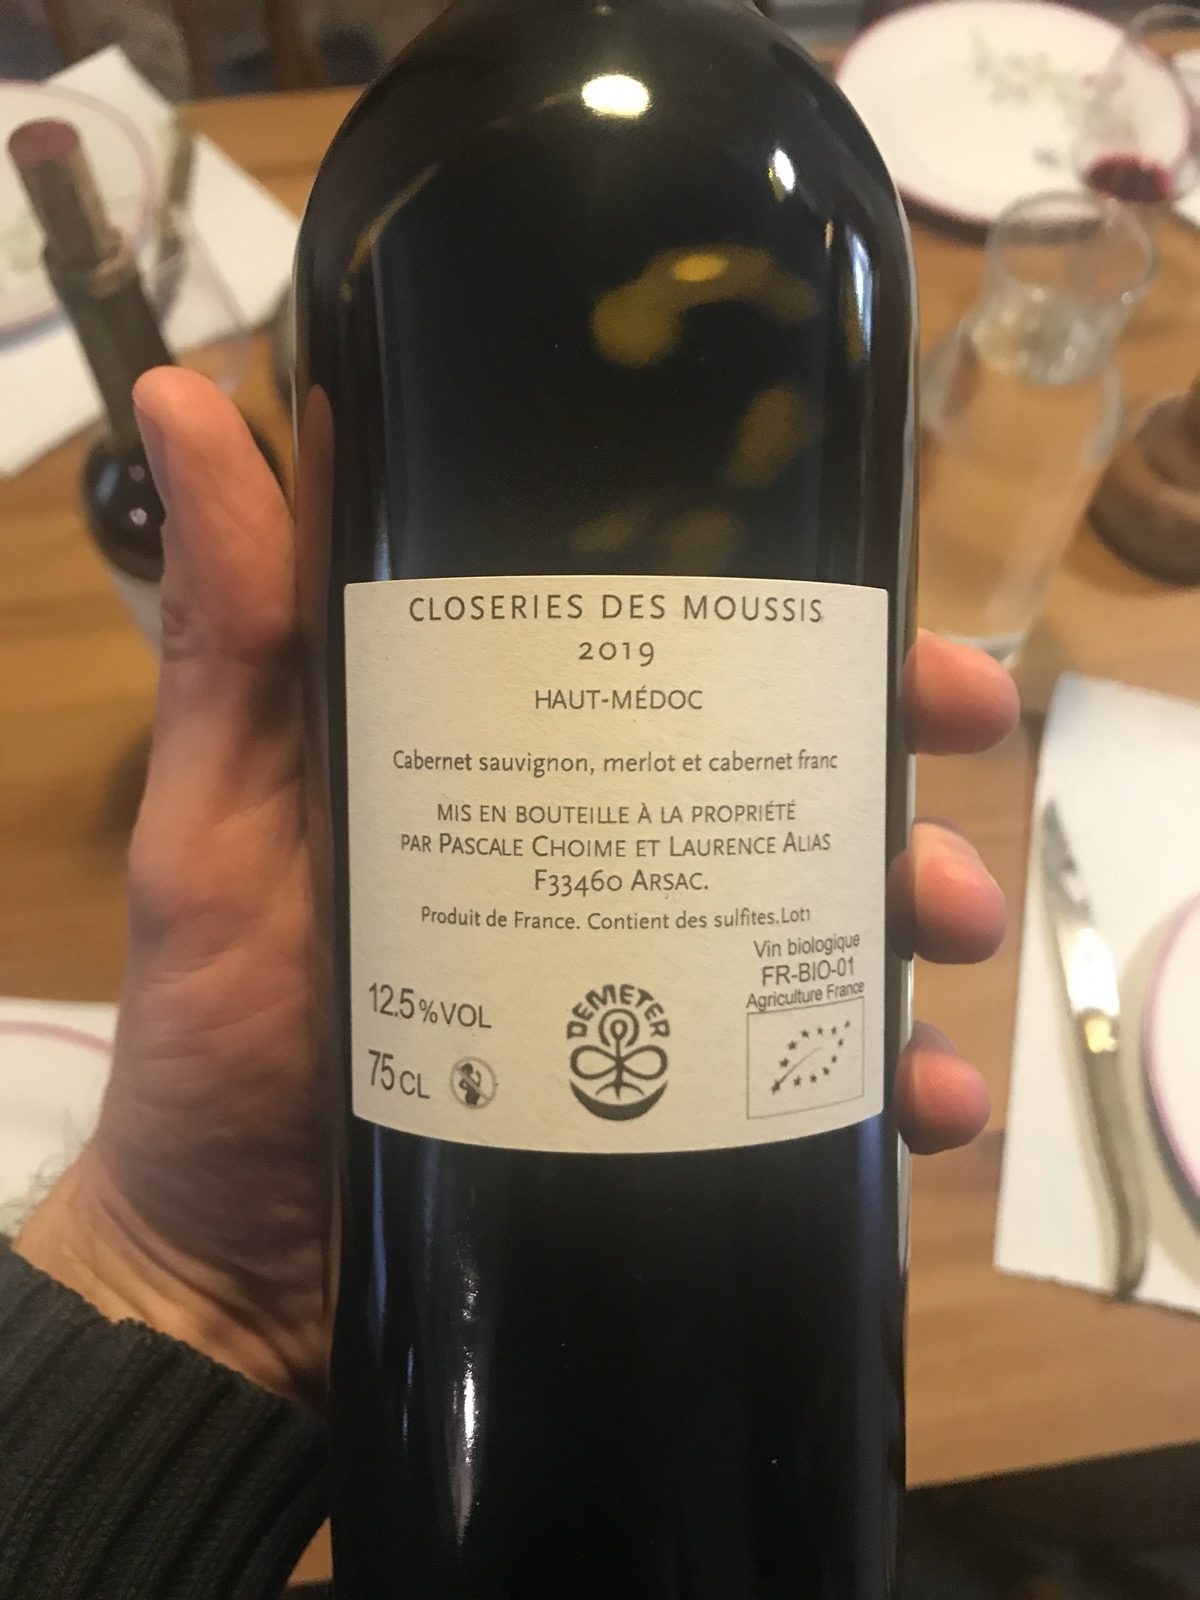 CLOSERIES DES MOUSSIS
2019
HAUT-MÉDOC
Cabernet sauvignon, merlot et cabernet franc
MIS EN BOUTEILLE À LA PROPRIÉTÉ
PAR PASCALE CHOIME ET LAURENCE ALIAS
F33460 ARSAC.
Produit de France. Contient des sulfites.Lot1
Vin biologique
FR-BIO-01
Agriculture France
12.5%VOL
75CL
DEMETER